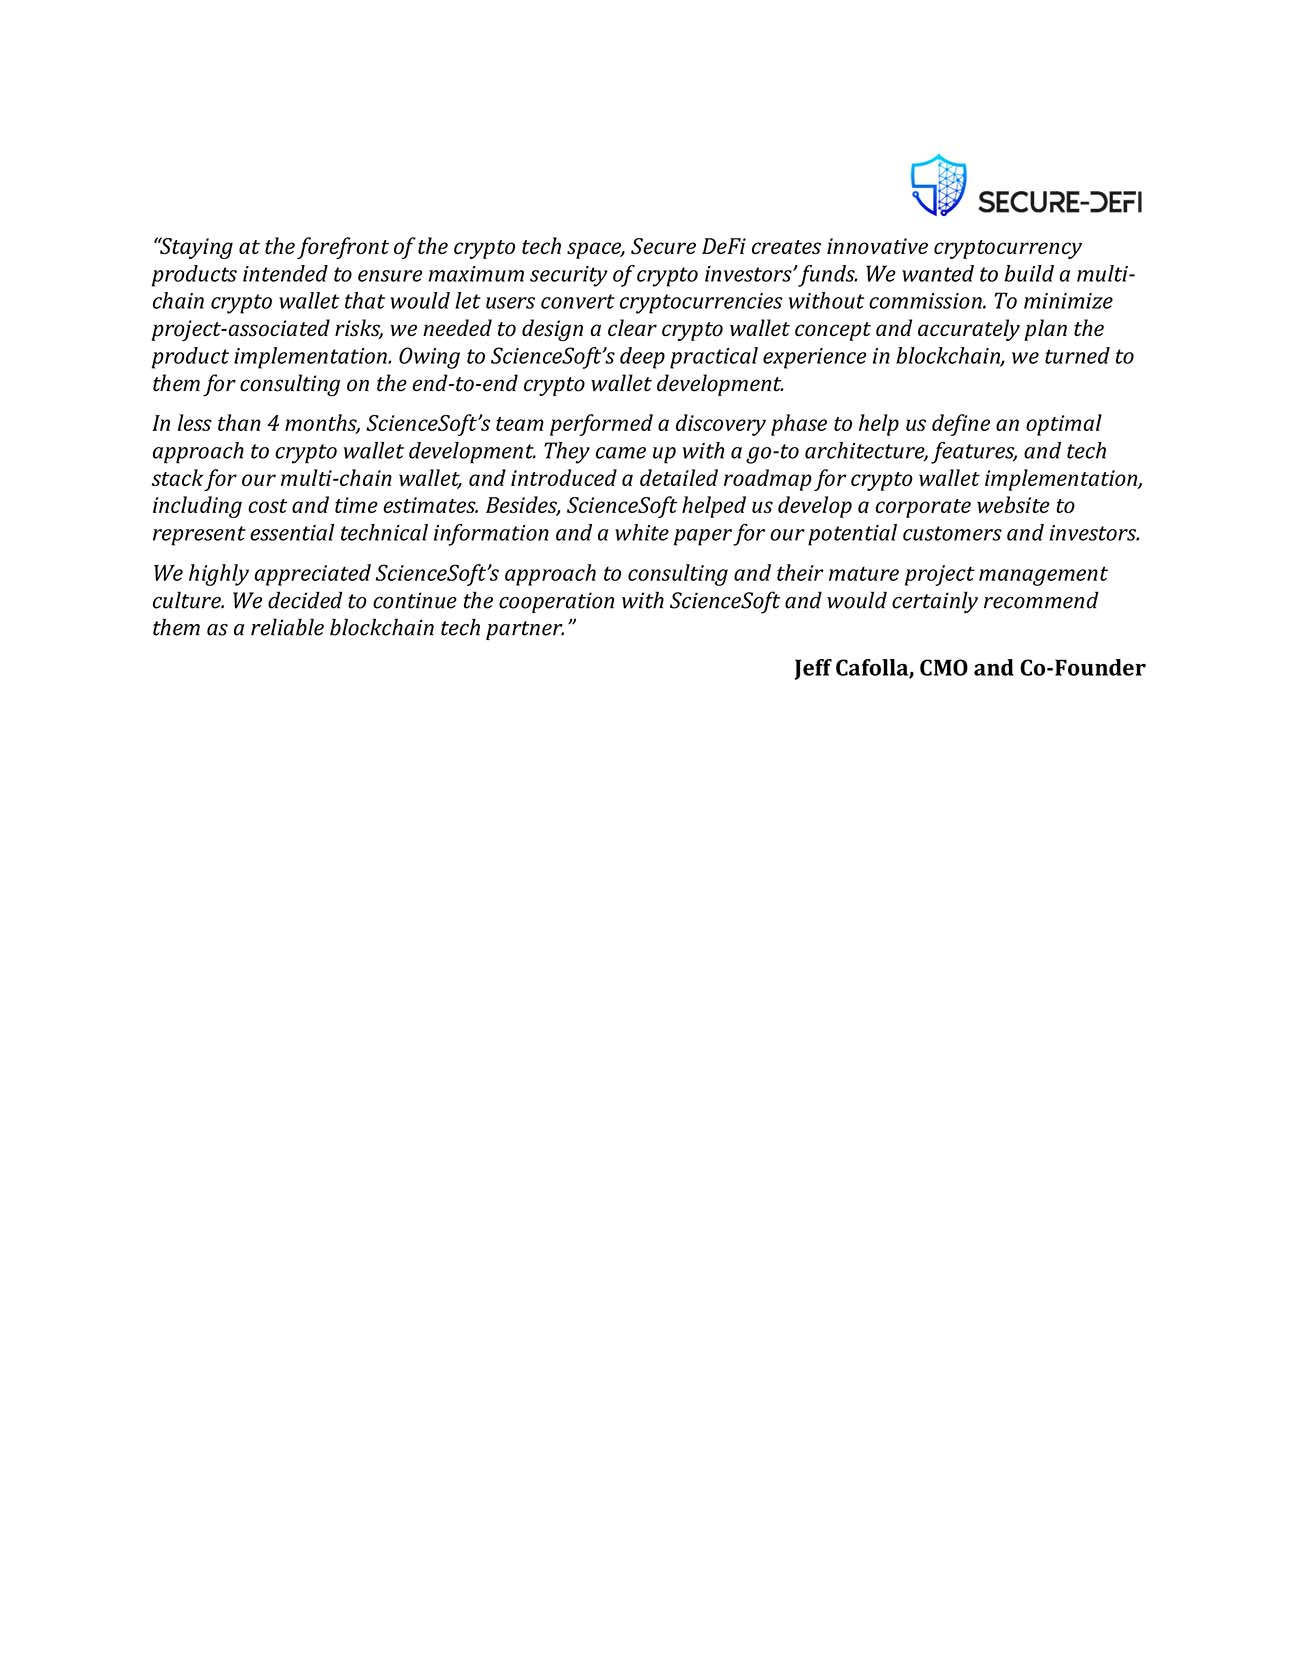 SECURE-DEFI
“Staying at the forefront of the crypto tech space, Secure DeFi creates innovative cryptocurrency
products intended to ensure maximum security of crypto investors’ funds. We wanted to build a multi-
chain crypto wallet that would let users convert cryptocurrencies without commission. To minimize
project-associated risks, we needed to design a clear crypto wallet concept and accurately plan the
product implementation. Owing to ScienceSoft’s deep practical experience in blockchain, we turned to
them for consulting on the end-to-end crypto wallet development.
In less than 4 months, ScienceSoft’s team performed a discovery phase to help us define an optimal
approach to crypto wallet development. They came up with a go-to architecture, features, and tech
stack for our multi-chain wallet, and introduced a detailed roadmap for crypto wallet implementation,
including cost and time estimates. Besides, ScienceSoft helped us develop a corporate website to
represent essential technical information and a white paper for our potential customers and investors.
We highly appreciated ScienceSoft’s approach to consulting and their mature project management
culture. We decided to continue the cooperation with ScienceSoft and would certainly recommend
them as a reliable blockchain tech partner.”
Jeff Cafolla, CMO and Co-Founder